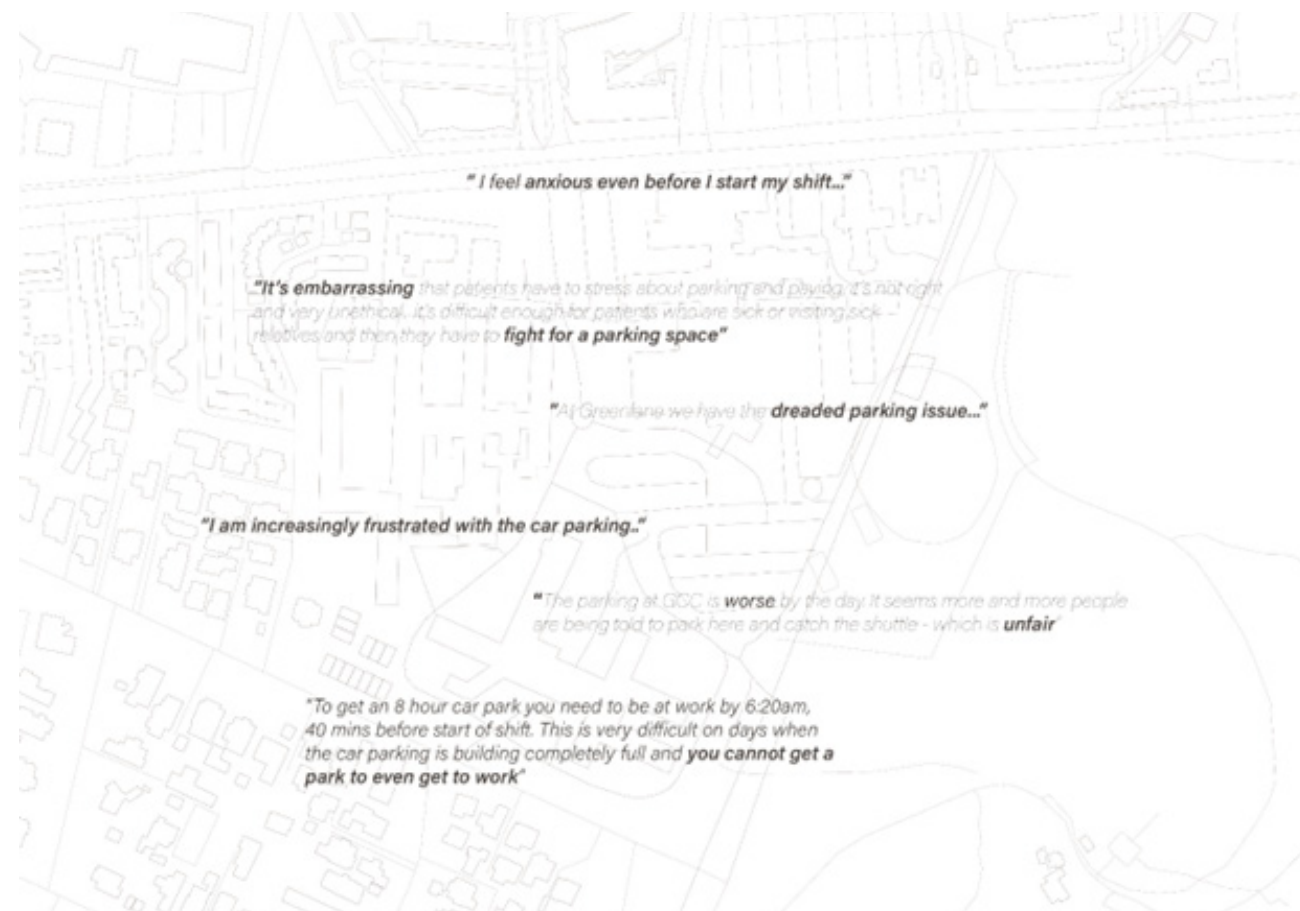 " I feel anxious even before I start my shift..."
"It's embarrassing that patients have to stress about parking and paying, it's not right
and very unethical. It's difficult enough for patients who are sick or visiting sick
relatives and then they have to fight for a parking space"
"At Greenlane we have the dreaded parking issue..."
"I am increasingly frustrated with the car parking.."
"The parking at GCC is worse by the day. It seems more and more people
are being told to park here and catch the shuttle - which is unfair"
"To get an 8 hour car park you need to be at work by 6:20am,
40 mins before start of shift. This is very difficult on days when
the car parking is building completely full and you cannot get a
park to even get to work"